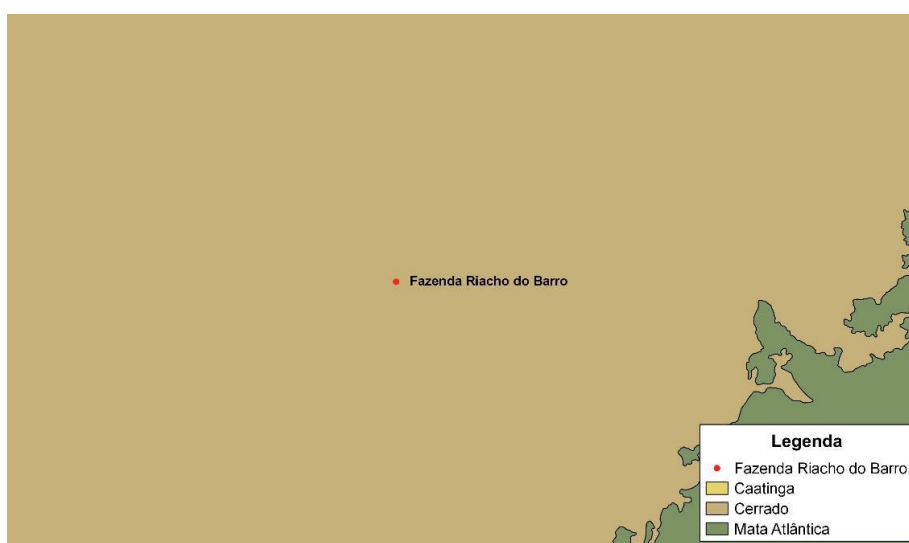 Fazenda Riacho do Barro
Legenda
Fazenda Riacho do Barro
Caatinga
Cerrado
Mata Atlântica